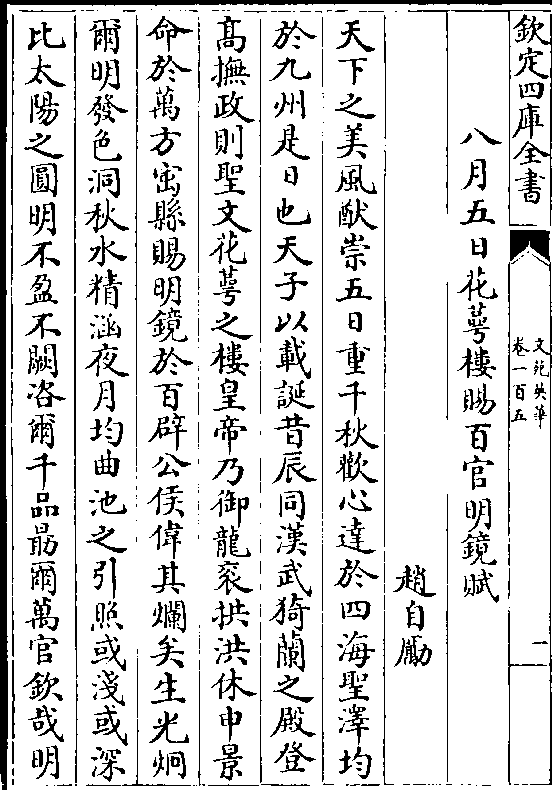 欽定四庫全書
文苑英華
卷一百五
一
八月五日花萼樓賜百官明鏡賦
趙自勵
天下之美風猷崇五日重千秋歡心達於四海聖澤均
於九州是日也天子以載誕昔辰同漢武猗蘭之殿登
髙撫政則聖文花萼之樓皇帝乃御龍衮拱洪休申景
命於萬方寓縣賜明鏡於百辟公侯偉其爛矣生光炯
爾明發色洞秋水精涵夜月均曲池之引照或淺或深
比太陽之圓明不盈不闕咨爾千品朂爾萬官欽哉明